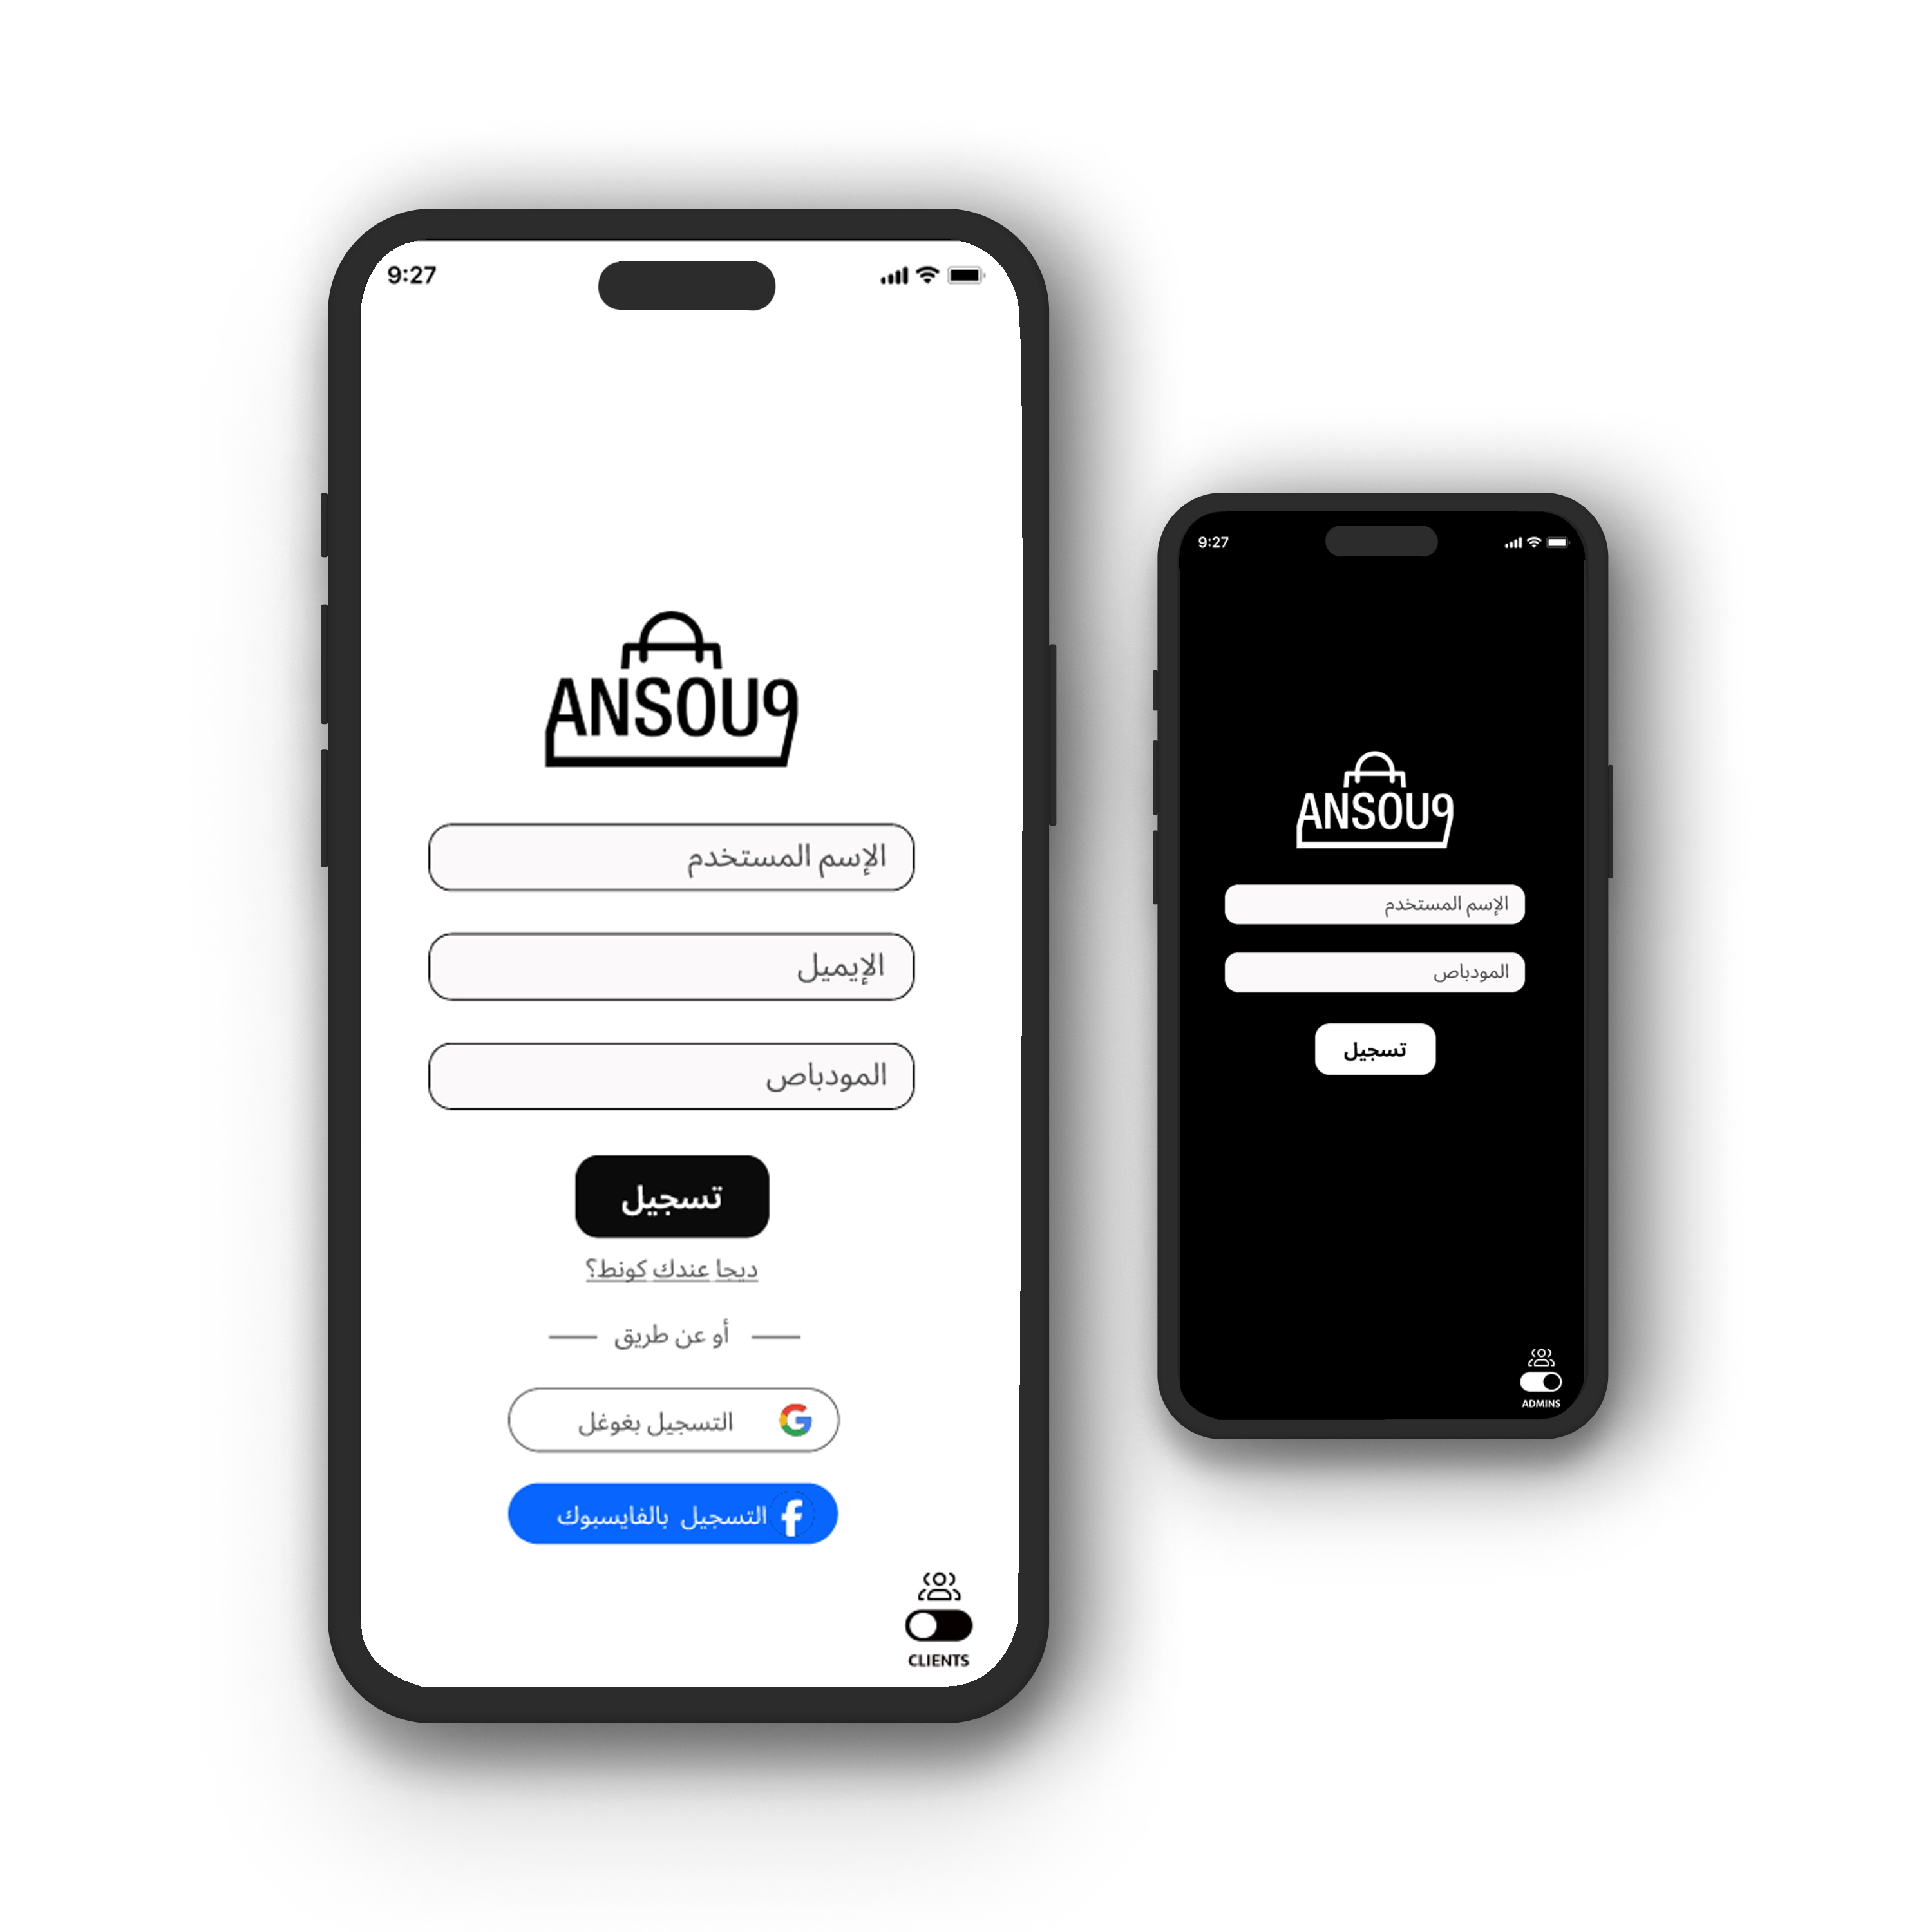 9:27
ANSOU9
الإسم المستخدم
الإيميل
المودباص
تسجيل
ديجا عندك كونط؟
أو عن طريق
التسجيل بغوغل
التسجيل بالفايسبوك
CLIENTS
9:27
ANSOU9
الإسم المستخدم
المودباص
تسجيل
ADMINS